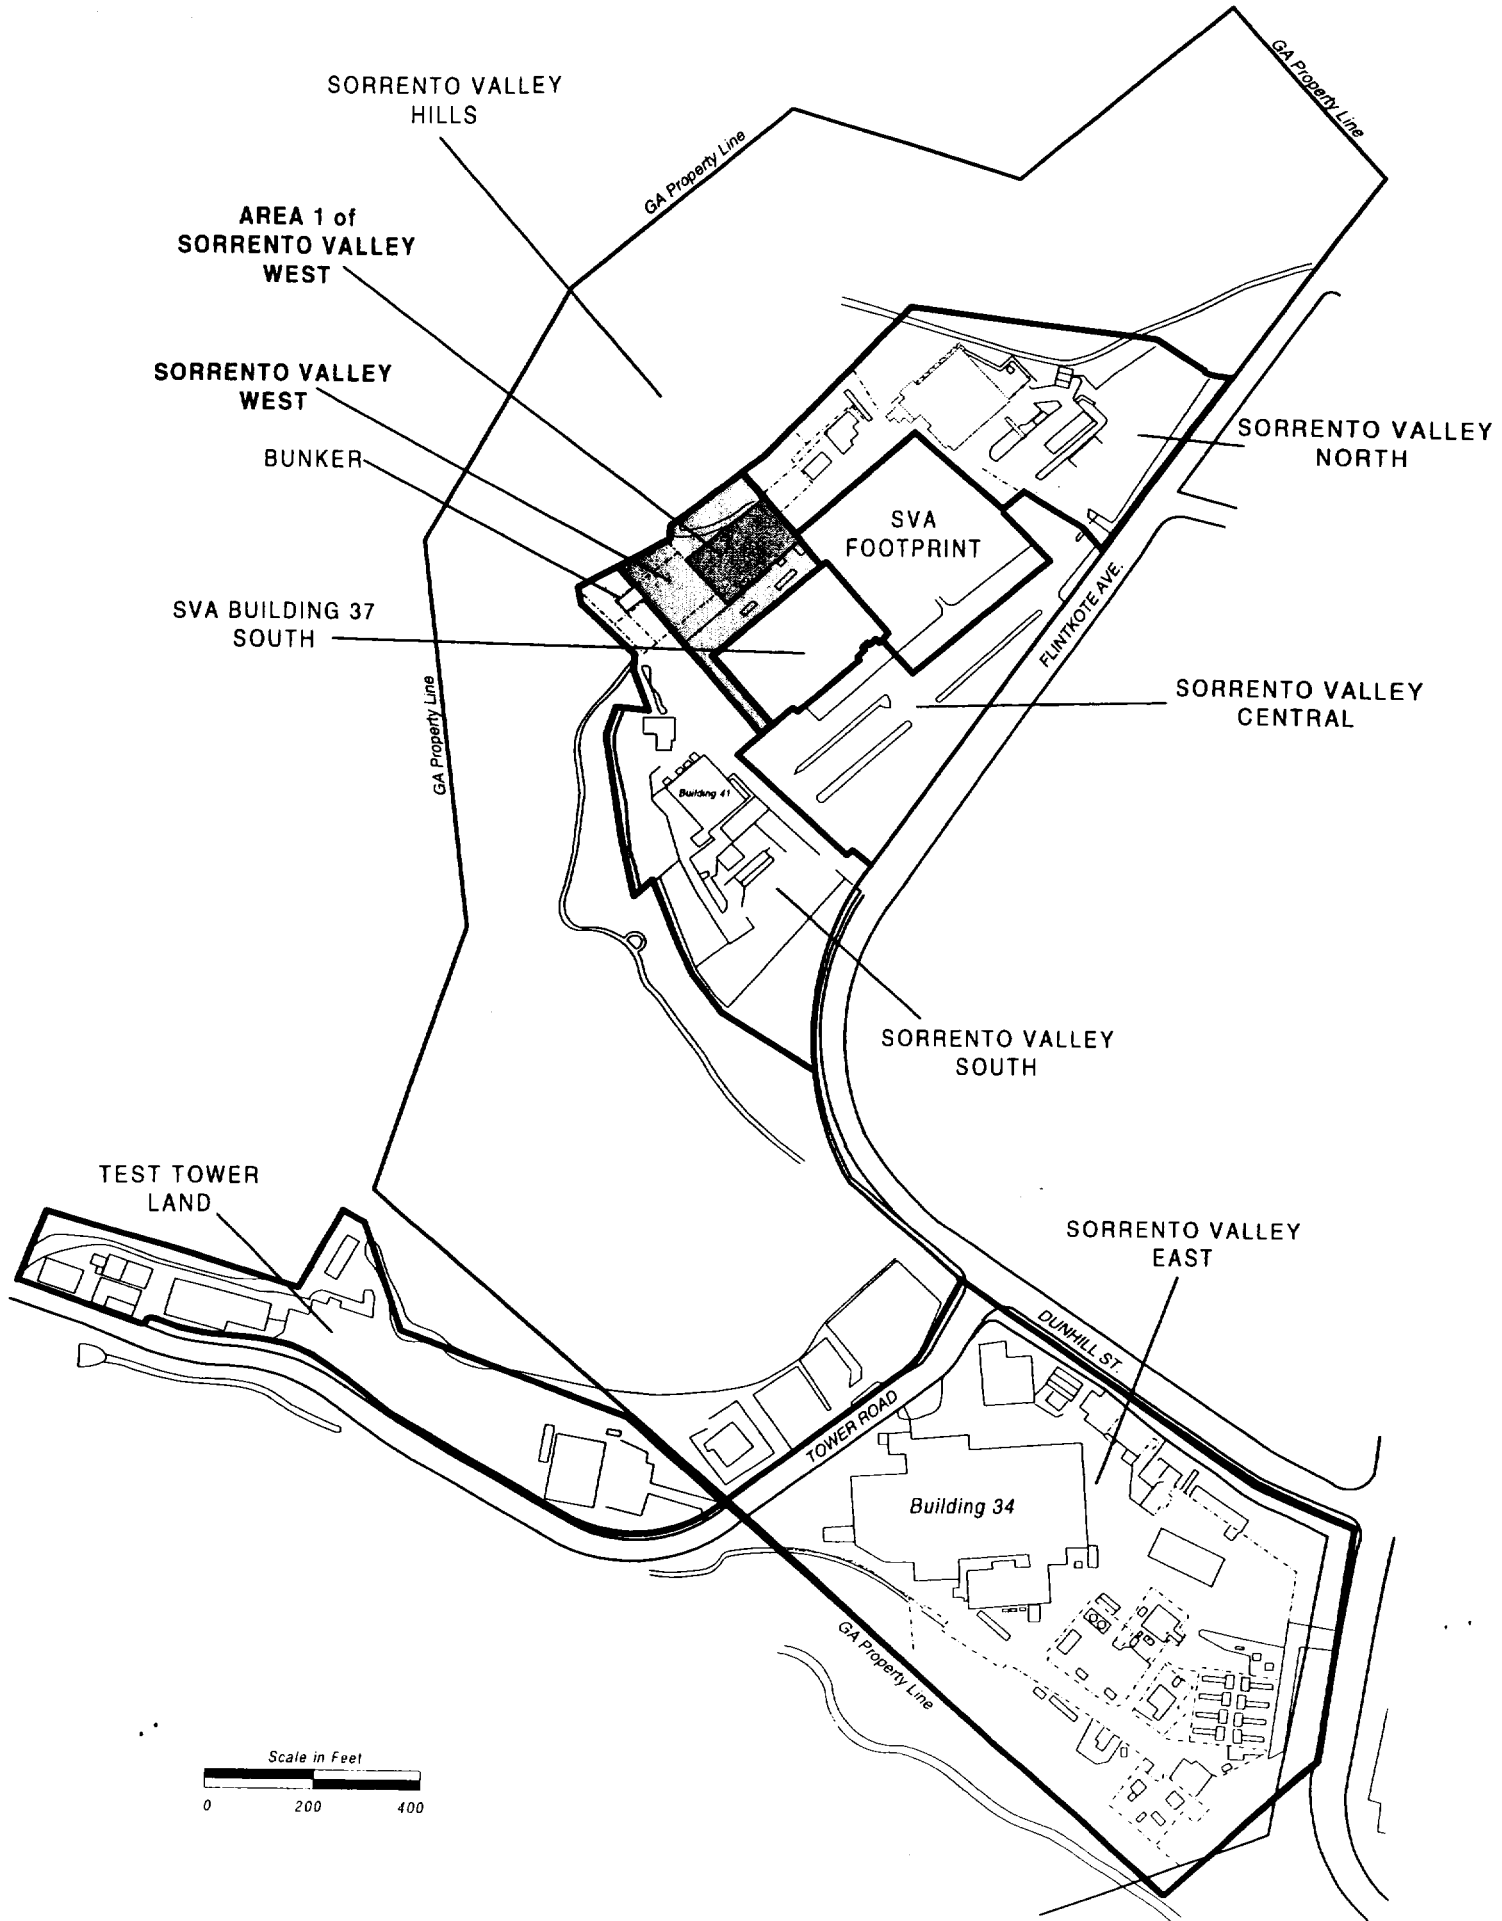 SORRENTO VALLEY
HILLS
GA Property Line
GA Property Line
AREA 1 of
SORRENTO VALLEY
WEST
SORRENTO VALLEY
WEST
BUNKER
SORRENTO VALLEY
NORTH
SVA
FOOTPRINT
SVA BUILDING 37
SOUTH
FLINTKOTE AVE.
GA Property Line
SORRENTO VALLEY
CENTRAL
Building 41
SORRENTO VALLEY
SOUTH
TEST TOWER
LAND
SORRENTO VALLEY
EAST
DUNHILL ST.
TOWER ROAD
Building 34
GA Property Line
Scale in Feet
0 200 400